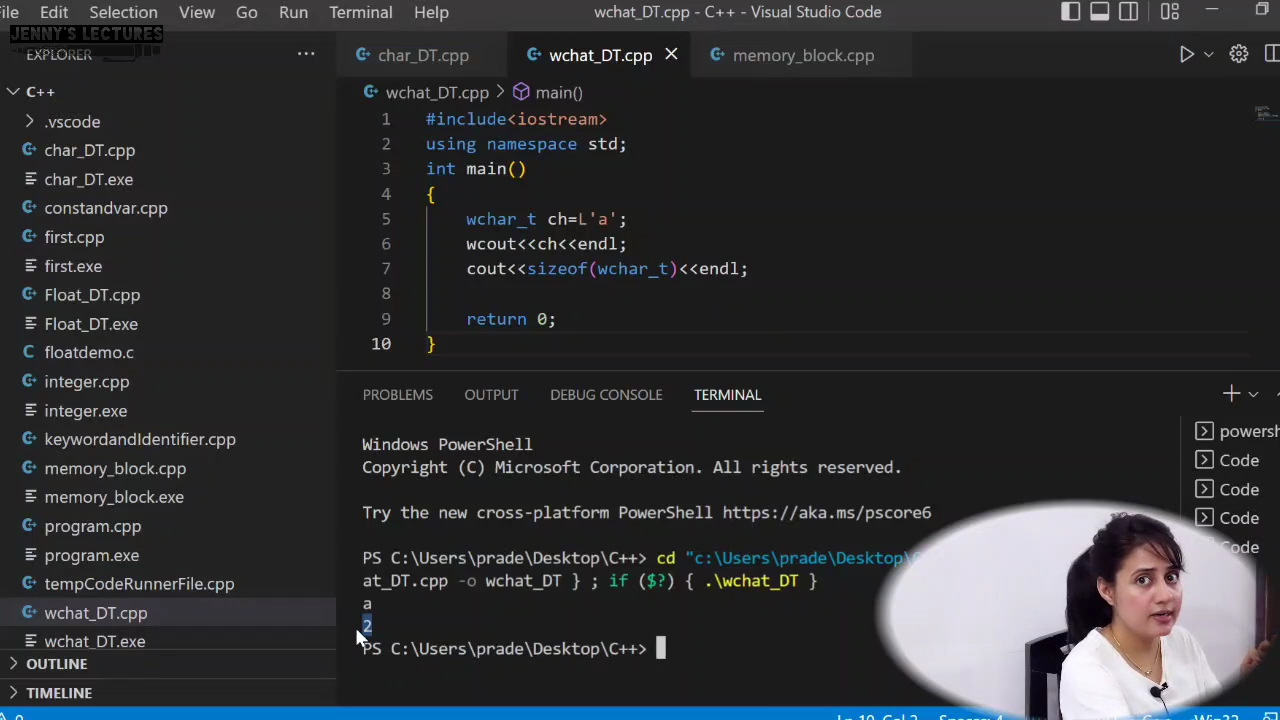 File Edit Selection View Go Run Terminal Help wchat_DT.cpp - C++ - Visual Studio Code
JENNY'S LECTURES
EXPLORER
char_DT.cpp wchat_DT.cpp memory_block.cpp
C++
wchat_DT.cpp > main()
.vscode
char_DT.cpp
char_DT.exe
constandvar.cpp
first.cpp
first.exe
Float_DT.cpp
Float_DT.exe
floatdemo.c
integer.cpp
integer.exe
keywordandIdentifier.cpp
memory_block.cpp
memory_block.exe
program.cpp
program.exe
tempCodeRunnerFile.cpp
wchat_DT.cpp
wchat_DT.exe
OUTLINE
TIMELINE
1 #include<iostream>
2 using namespace std;
3 int main()
4 {
5 wchar_t ch=L'a';
6 wcout<<ch<<endl;
7 cout<<sizeof(wchar_t)<<endl;
8
9 return 0;
10 }
PROBLEMS OUTPUT DEBUG CONSOLE TERMINAL
Windows PowerShell
Copyright (C) Microsoft Corporation. All rights reserved.
Try the new cross-platform PowerShell https://aka.ms/pscore6
PS C:\Users\prade\Desktop\C++> cd "c:\Users\prade\Desktop\
at_DT.cpp -o wchat_DT } ; if ($?) { .\wchat_DT }
a
2
PS C:\Users\prade\Desktop\C++>
powersh
Code
Code
Code
Code